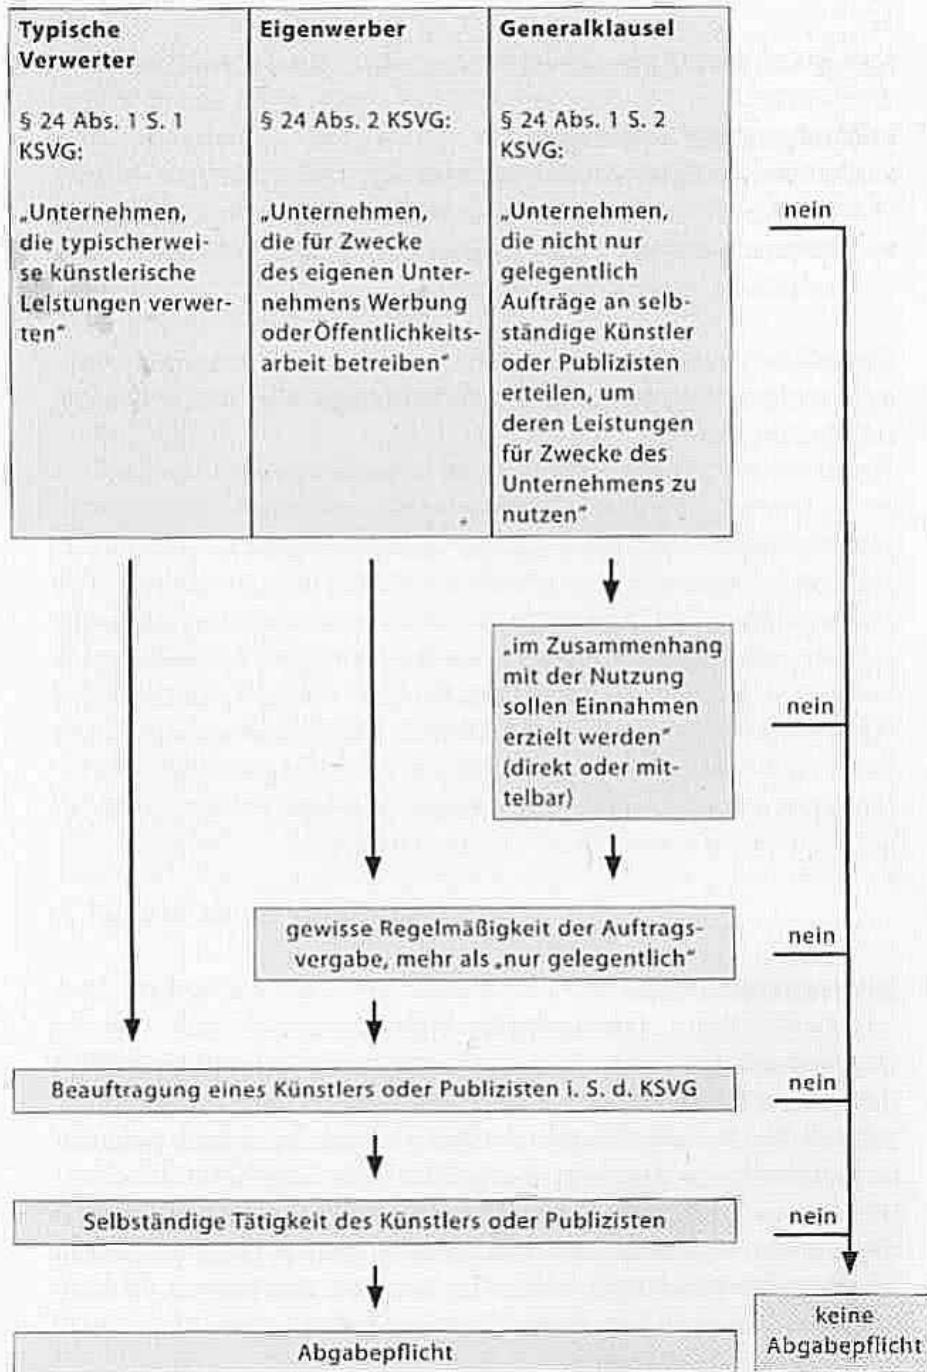 Typische
Verwerter
§ 24 Abs. 1 S. 1
KSVG:
„Unternehmen,
die typischerwei-
se künstlerische
Leistungen verwer-
ten“
Eigenwerber
§ 24 Abs. 2 KSVG:
„Unternehmen,
die für Zwecke
des eigenen Unter-
nehmens Werbung
oder Öffentlichkeits-
arbeit betreiben“
Generalklausel
§ 24 Abs. 1 S. 2
KSVG:
„Unternehmen,
die nicht nur
gelegentlich
Aufträge an selb-
ständige Künstler
oder Publizisten
erteilen, um
deren Leistungen
für Zwecke des
Unternehmens zu
nutzen“
nein
„im Zusammenhang
mit der Nutzung
sollen Einnahmen
erzielt werden“
(direkt oder mit-
telbar)
nein
gewisse Regelmäßigkeit der Auftrags-
vergabe, mehr als „nur gelegentlich“
nein
Beauftragung eines Künstlers oder Publizisten i. S. d. KSVG
nein
Selbständige Tätigkeit des Künstlers oder Publizisten
nein
Abgabepflicht
keine
Abgabepflicht